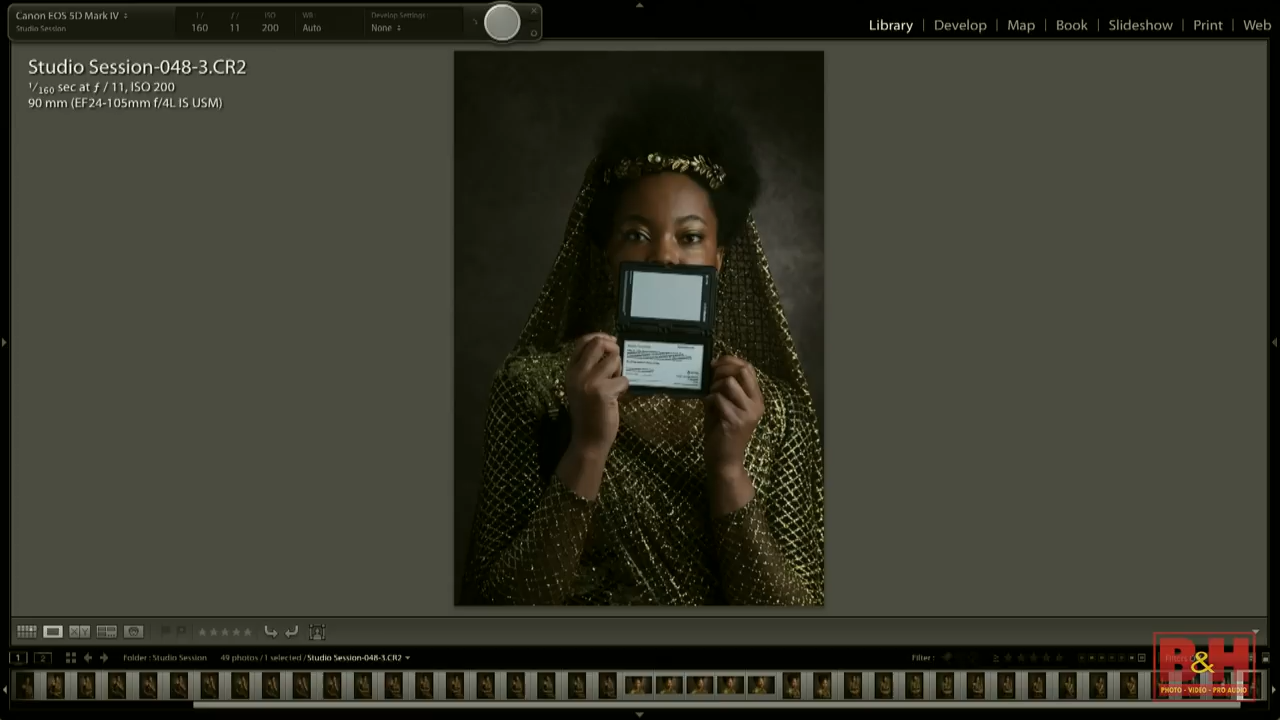 Canon EOS 5D Mark IV
Studio Session
1/ 160
f/ 11
ISO 200
WB: Auto
Develop Settings: None
Library | Develop | Map | Book | Slideshow | Print | Web
Studio Session-048-3.CR2
1/160 sec at ƒ / 11, ISO 200
90 mm (EF24-105mm f/4L IS USM)
X Y
1 2 Folder : Studio Session 49 photos / 1 selected / Studio Session-048-3.CR2 Filter :
B&H
PHOTO - VIDEO - PRO AUDIO